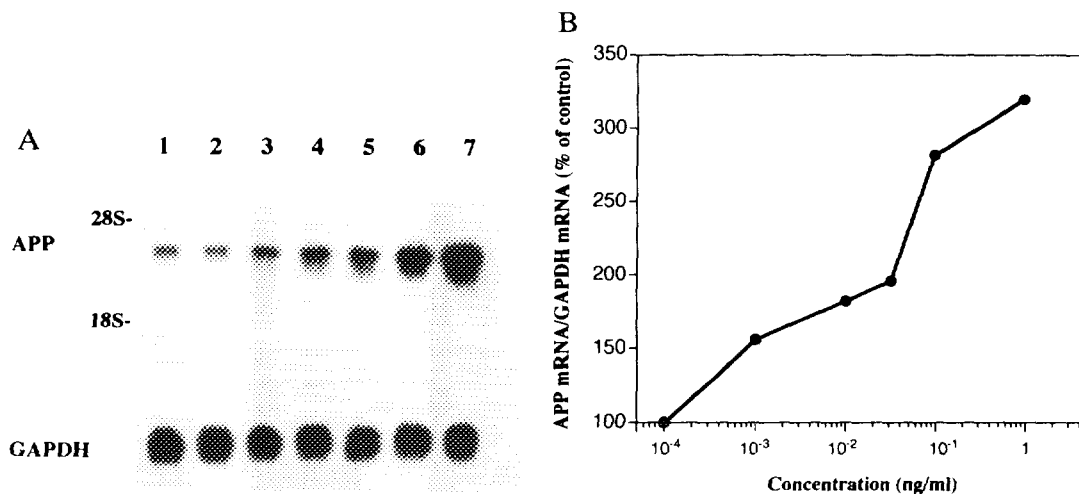 A
1 2 3 4 5 6 7
28S-
APP
18S-
GAPDH
B
APP mRNA/GAPDH mRNA (% of control)
350
300
250
200
150
100
10⁻⁴ 10⁻³ 10⁻² 10⁻¹ 1
Concentration (ng/ml)